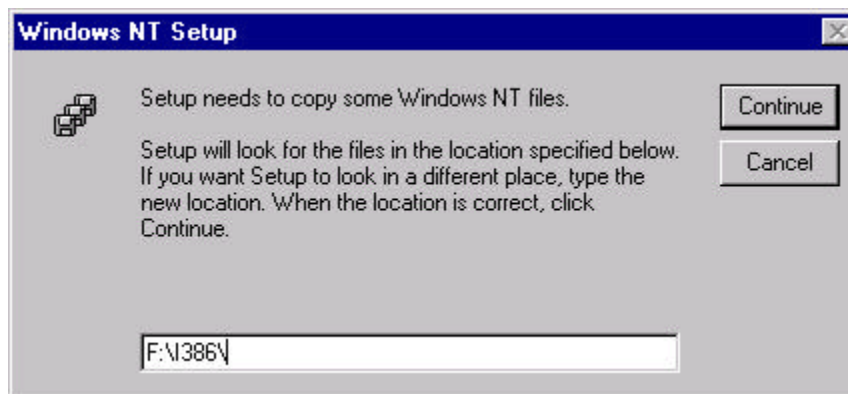 Windows NT Setup
Setup needs to copy some Windows NT files.
Setup will look for the files in the location specified below.
If you want Setup to look in a different place, type the
new location. When the location is correct, click
Continue.
Continue
Cancel
F:\I386\